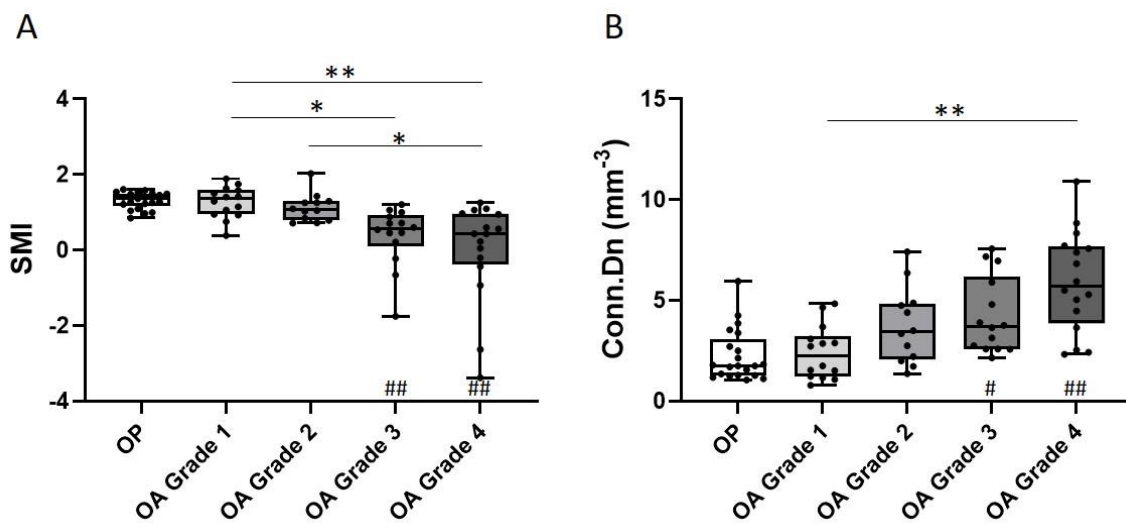 A
**
*
*
SMI
4
2
0
-2
-4
## ##
OP
OA Grade 1
OA Grade 2
OA Grade 3
OA Grade 4
B
**
Conn.Dn (mm⁻³)
15
10
5
0
# ##
OP
OA Grade 1
OA Grade 2
OA Grade 3
OA Grade 4